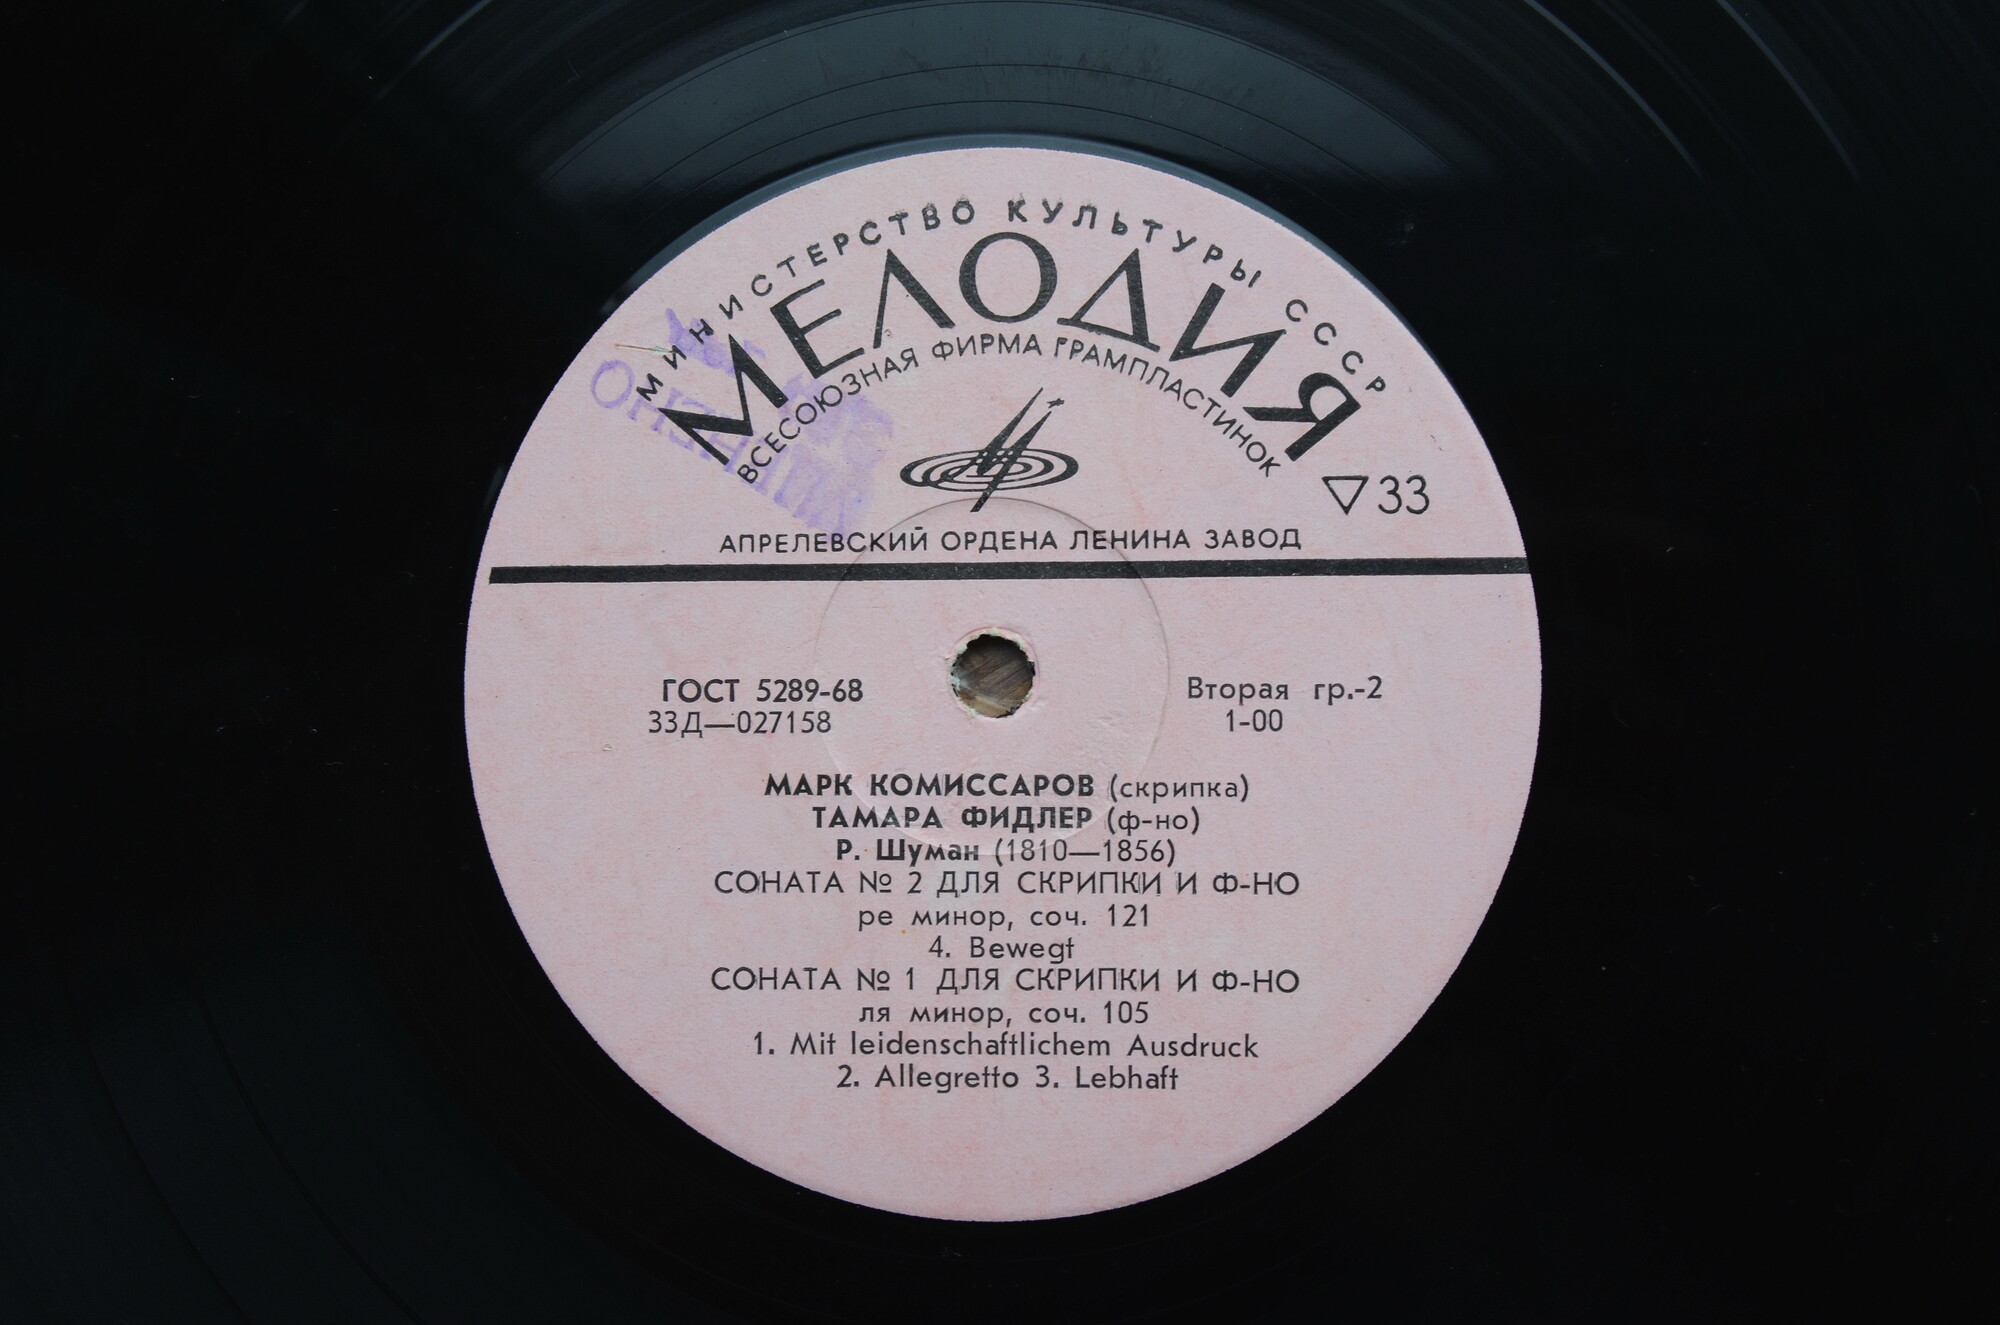 МИНИСТЕРСТВО КУЛЬТУРЫ СССР
МЕЛОДИЯ
ВСЕСОЮЗНАЯ ФИРМА ГРАМПЛАСТИНОК
33
АПРЕЛЕВСКИЙ ОРДЕНА ЛЕНИНА ЗАВОД
ГОСТ 5289-68 Вторая гр.-2
33Д—027158 1-00
МАРК КОМИССАРОВ (скрипка)
ТАМАРА ФИДЛЕР (ф-но)
Р. Шуман (1810—1856)
СОНАТА № 2 ДЛЯ СКРИПКИ И Ф-НО
ре минор, соч. 121
4. Bewegt
СОНАТА № 1 ДЛЯ СКРИПКИ И Ф-НО
ля минор, соч. 105
1. Mit leidenschaftlichem Ausdruck
2. Allegretto 3. Lebhaft